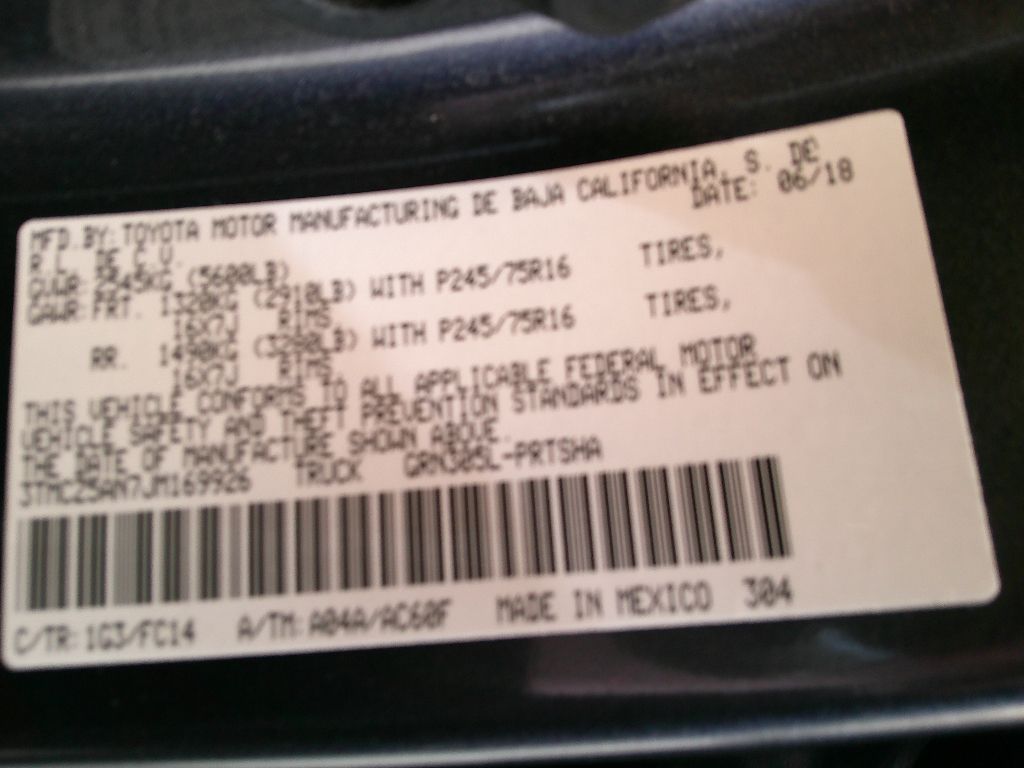 MFD.BY:TOYOTA MOTOR MANUFACTURING DE BAJA CALIFORNIA, S. DE
R.L. DE C.V. DATE: 06/18
GVWR: 2545KG (5600LB)
GAWR:FRT. 1320KG (2910LB) WITH P245/75R16 TIRES,
16X7J RIMS,
RR. 1490KG (3280LB) WITH P245/75R16 TIRES,
16X7J RIMS,
THIS VEHICLE CONFORMS TO ALL APPLICABLE FEDERAL MOTOR
VEHICLE SAFETY AND THEFT PREVENTION STANDARDS IN EFFECT ON
THE DATE OF MANUFACTURE SHOWN ABOVE.
3TMCZ5AN7JM169926 TRUCK GRN305L-PRTSHA
C/TR:1G3/FC14 A/TM:A04A/AC60F MADE IN MEXICO 304